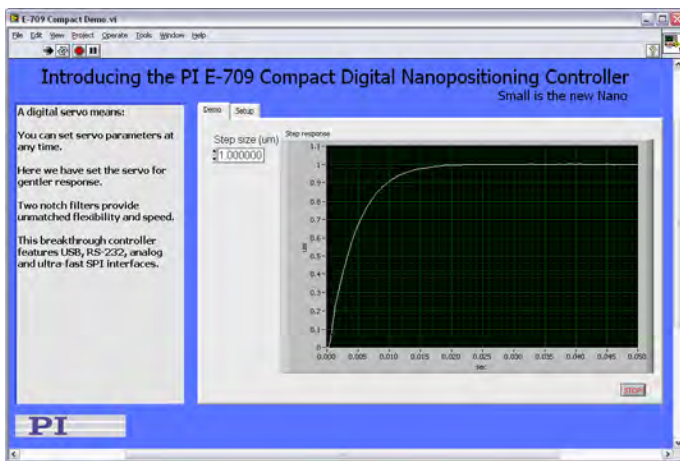 E-709 Compact Demo.vi
File Edit View Project Operate Tools Window Help
Introducing the PI E-709 Compact Digital Nanopositioning Controller
Small is the new Nano
A digital servo means:
You can set servo parameters at
any time.
Here we have set the servo for
gentler response.
Two notch filters provide
unmatched flexibility and speed.
This breakthrough controller
features USB, RS-232, analog
and ultra-fast SPI interfaces.
Demo Setup
Step size (um)
1.000000
Step response
1.1
1
0.9
0.8
0.7
0.6
0.5
0.4
0.3
0.2
0.1
0
um
0.000 0.005 0.010 0.015 0.020 0.025 0.030 0.035 0.040 0.045 0.050
sec
STOP
PI